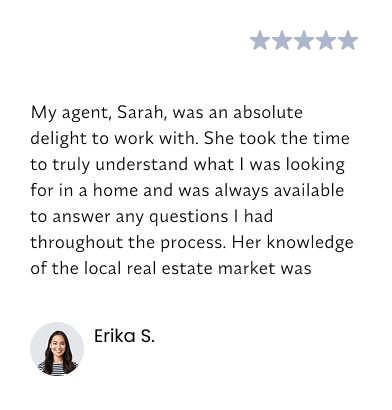 My agent, Sarah, was an absolute
delight to work with. She took the time
to truly understand what I was looking
for in a home and was always available
to answer any questions I had
throughout the process. Her knowledge
of the local real estate market was
Erika S.